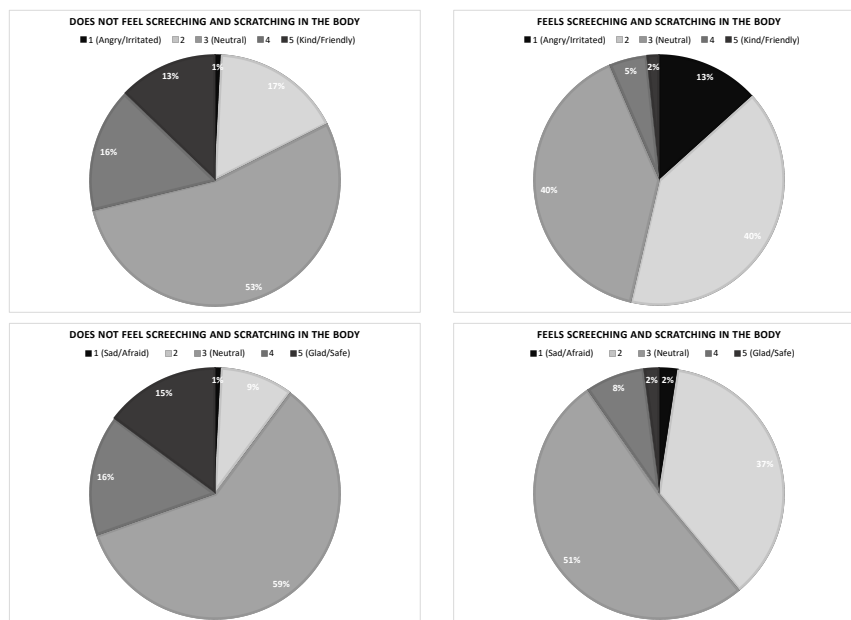 DOES NOT FEEL SCREECHING AND SCRATCHING IN THE BODY
1 (Angry/Irritated) 2 3 (Neutral) 4 5 (Kind/Friendly)
1%
13%
17%
16%
53%
FEELS SCREECHING AND SCRATCHING IN THE BODY
1 (Angry/Irritated) 2 3 (Neutral) 4 5 (Kind/Friendly)
5%
2%
13%
40%
40%
DOES NOT FEEL SCREECHING AND SCRATCHING IN THE BODY
1 (Sad/Afraid) 2 3 (Neutral) 4 5 (Glad/Safe)
1%
15%
9%
16%
59%
FEELS SCREECHING AND SCRATCHING IN THE BODY
1 (Sad/Afraid) 2 3 (Neutral) 4 5 (Glad/Safe)
8%
2%
2%
37%
51%